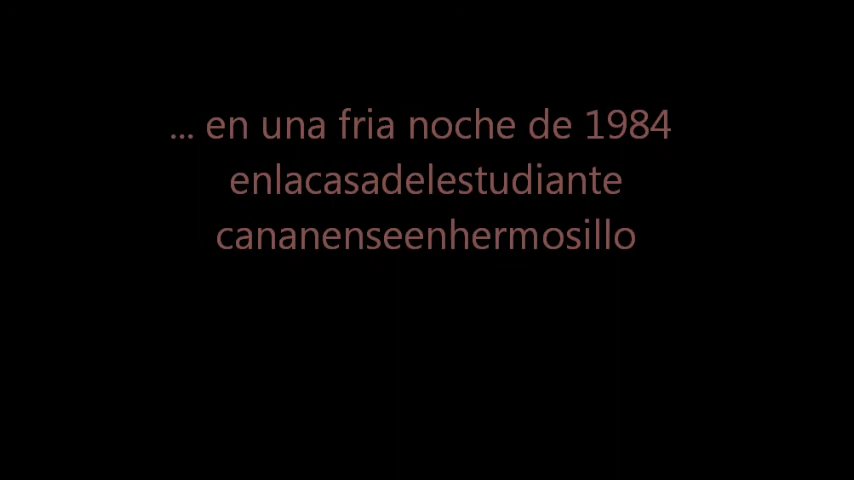 ... en una fria noche de 1984
enlacasadelestudiante
cananenseenhermosillo